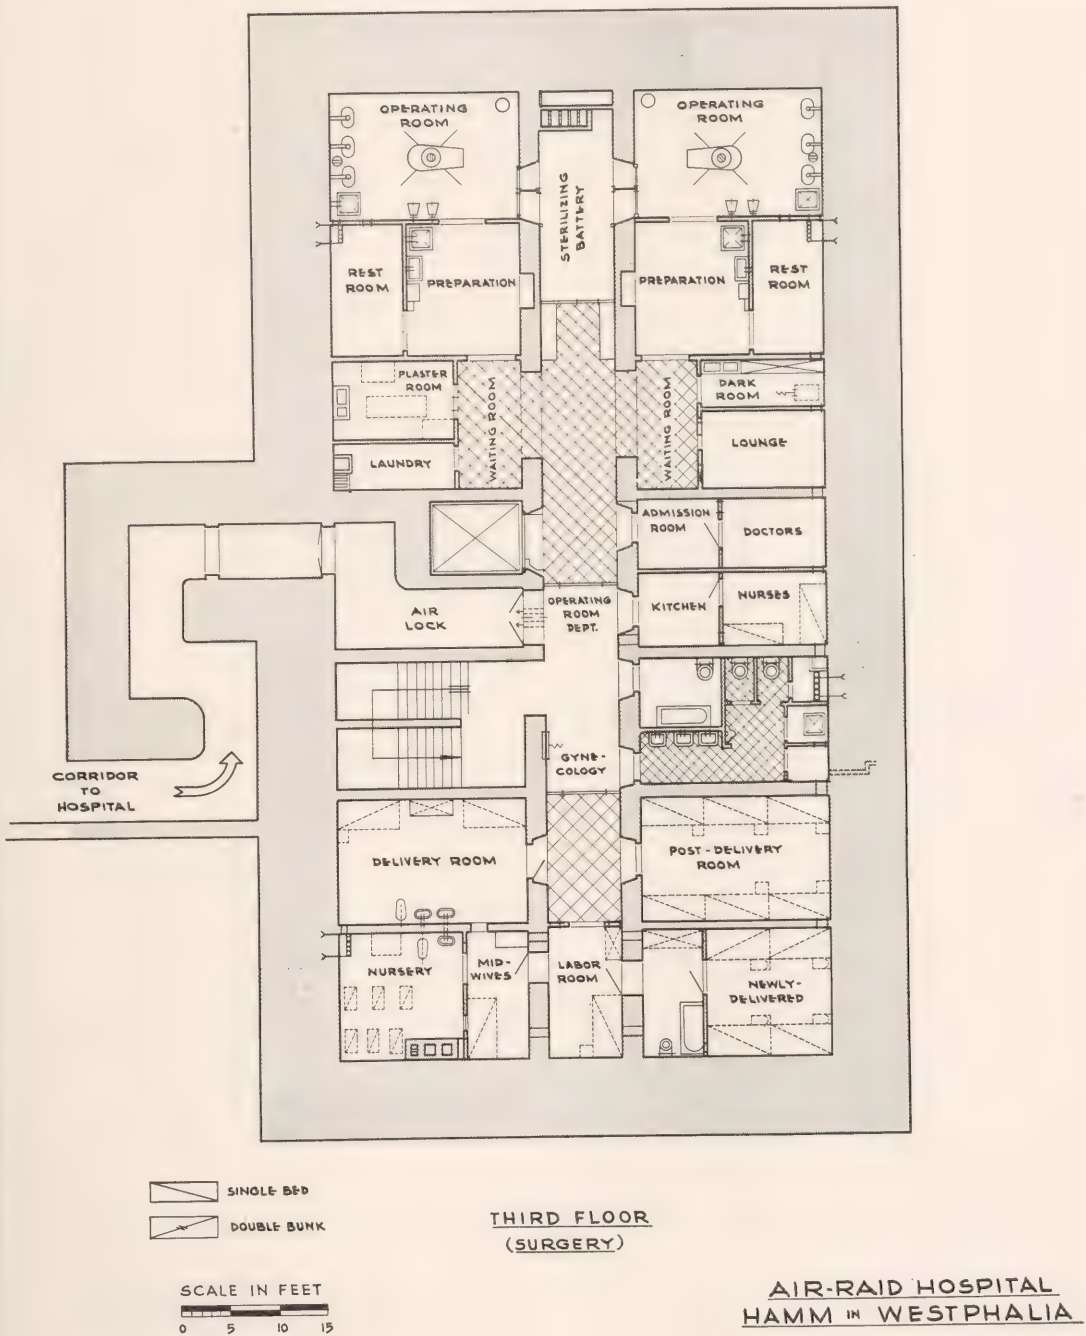 OPERATING
ROOM
OPERATING
ROOM
STERILIZING
BATTERY
REST
ROOM
PREPARATION
PREPARATION
REST
ROOM
PLASTER
ROOM
WAITING ROOM
WAITING ROOM
DARK
ROOM
LAUNDRY
LOUNGE
ADMISSION
ROOM
DOCTORS
AIR
LOCK
OPERATING
ROOM
DEPT.
KITCHEN
NURSES
GYNE-
COLOGY
CORRIDOR
TO
HOSPITAL
DELIVERY ROOM
POST-DELIVERY
ROOM
NURSERY
MID-
WIVES
LABOR
ROOM
NEWLY-
DELIVERED
SINGLE BED
DOUBLE BUNK
THIRD FLOOR
(SURGERY)
SCALE IN FEET
0 5 10 15
AIR-RAID HOSPITAL
HAMM IN WESTPHALIA